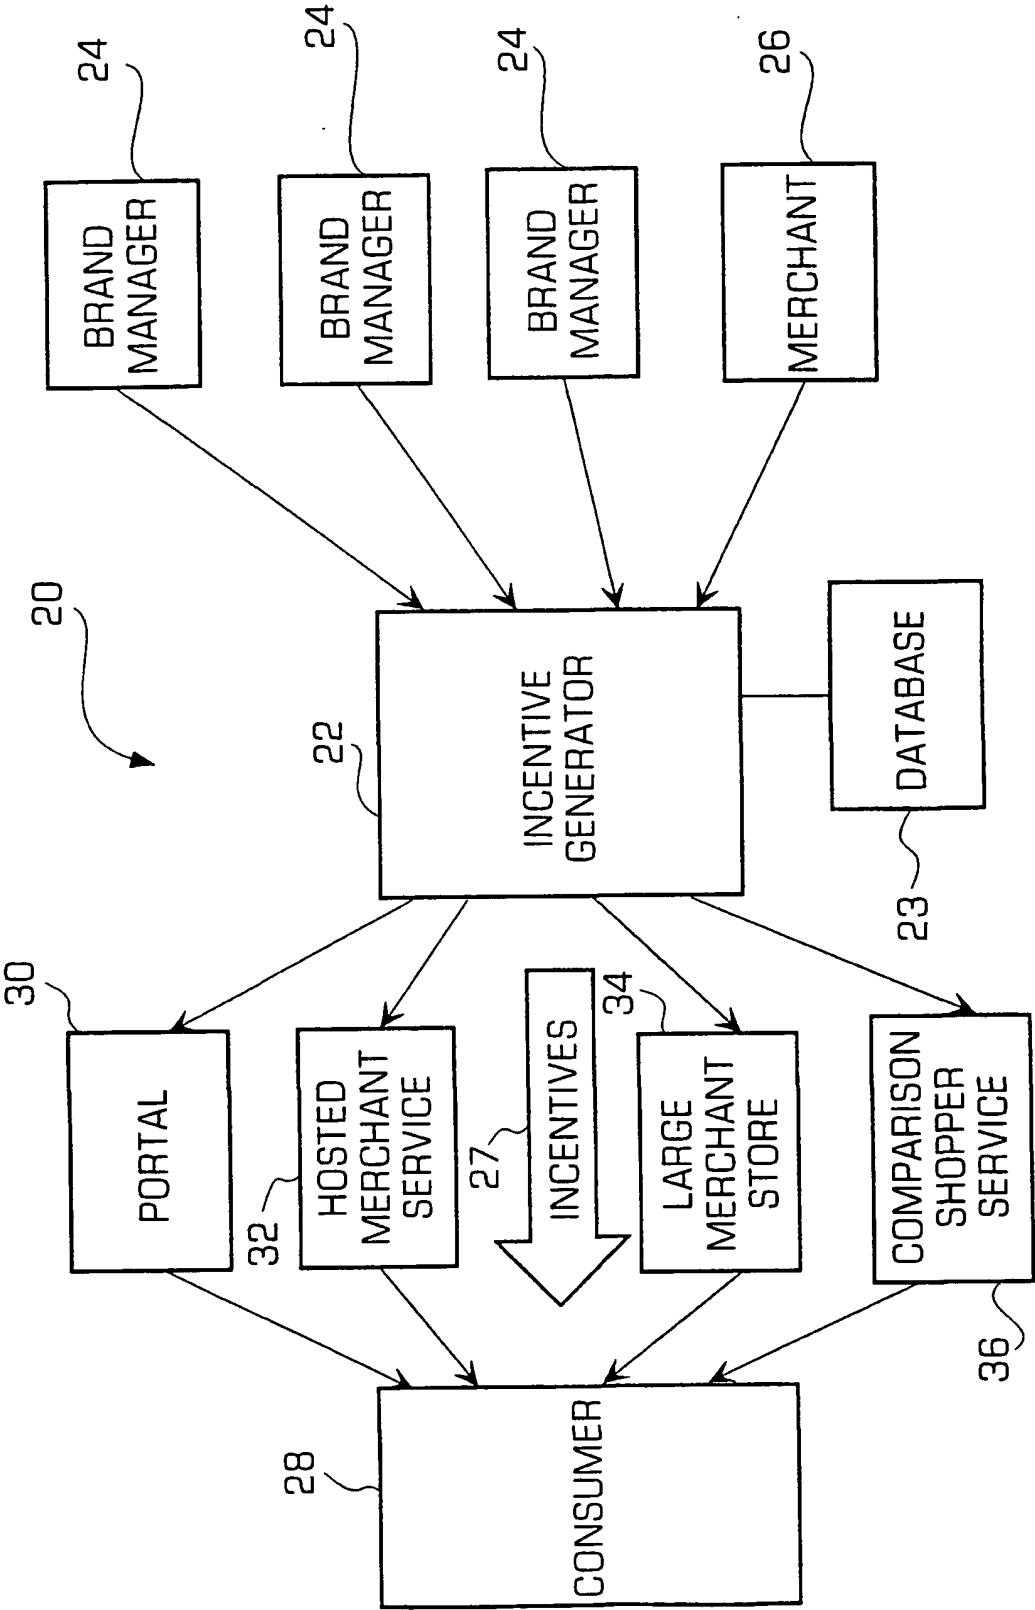 20
24
BRAND
MANAGER
24
BRAND
MANAGER
24
BRAND
MANAGER
26
MERCHANT
22
INCENTIVE
GENERATOR
23
DATABASE
30
PORTAL
32
HOSTED
MERCHANT
SERVICE
27
INCENTIVES
34
LARGE
MERCHANT
STORE
36
COMPARISON
SHOPPER
SERVICE
28
CONSUMER